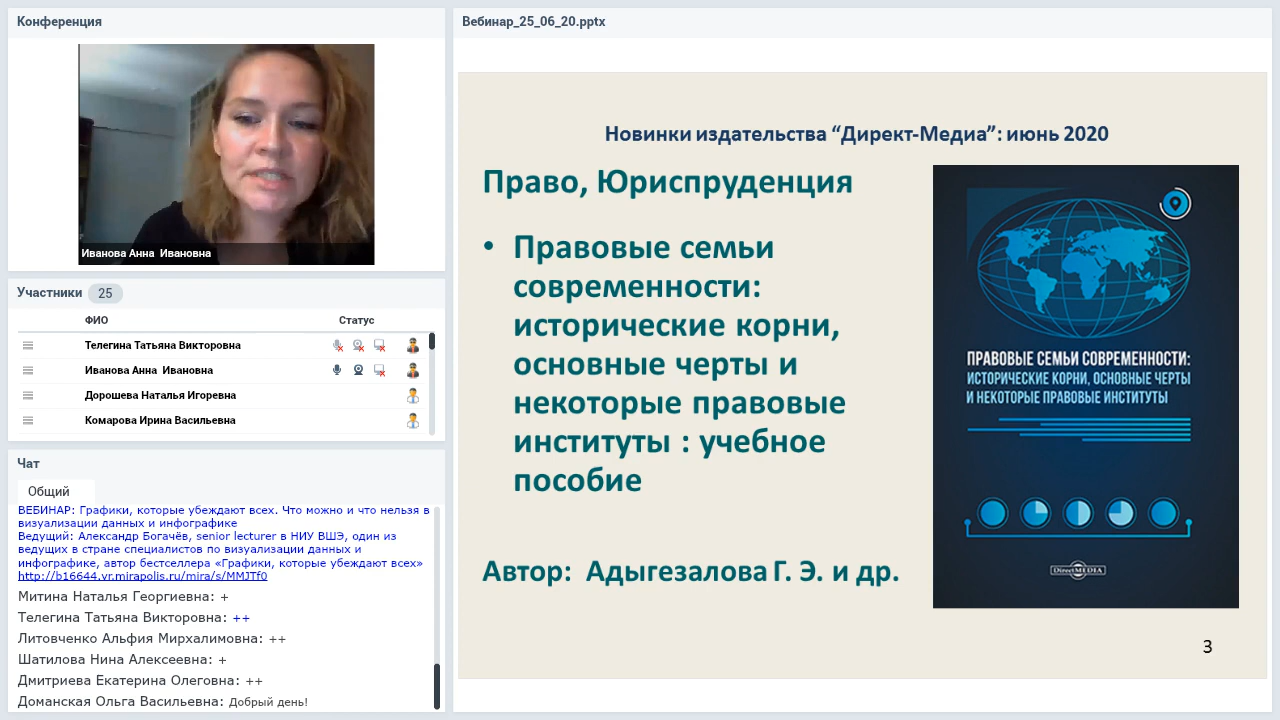 Конференция
Иванова Анна  Ивановна
Участники 25
ФИО Статус
Телегина Татьяна Викторовна
Иванова Анна  Ивановна
Дорошева Наталья Игоревна
Комарова Ирина Васильевна
Чат
Общий
ВЕБИНАР: Графики, которые убеждают всех. Что можно и что нельзя в
визуализации данных и инфографике
Ведущий: Александр Богачёв, senior lecturer в НИУ ВШЭ, один из
ведущих в стране специалистов по визуализации данных и
инфографике, автор бестселлера «Графики, которые убеждают всех»
http://b16644.vr.mirapolis.ru/mira/s/MMJTf0
Митина Наталья Георгиевна: +
Телегина Татьяна Викторовна: ++
Литовченко Альфия Мирхалимовна: ++
Шатилова Нина Алексеевна: +
Дмитриева Екатерина Олеговна: ++
Доманская Ольга Васильевна: Добрый день!
Вебинар_25_06_20.pptx
Новинки издательства “Директ-Медиа”: июнь 2020
Право, Юриспруденция
• Правовые семьи
современности:
исторические корни,
основные черты и
некоторые правовые
институты : учебное
пособие
Автор:  Адыгезалова Г. Э. и др.
ПРАВОВЫЕ СЕМЬИ СОВРЕМЕННОСТИ:
ИСТОРИЧЕСКИЕ КОРНИ, ОСНОВНЫЕ ЧЕРТЫ
И НЕКОТОРЫЕ ПРАВОВЫЕ ИНСТИТУТЫ
DirectMEDIA
3